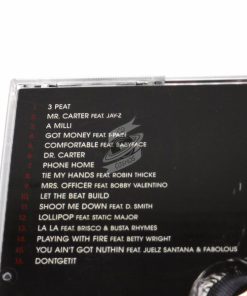 1. 3 PEAT
2. MR. CARTER FEAT. JAY-Z
3. A MILLI
4. GOT MONEY FEAT. T-PAIN
5. COMFORTABLE FEAT. BABYFACE
6. DR. CARTER
7. PHONE HOME
8. TIE MY HANDS FEAT. ROBIN THICKE
9. MRS. OFFICER FEAT. BOBBY VALENTINO
10. LET THE BEAT BUILD
11. SHOOT ME DOWN FEAT. D. SMITH
12. LOLLIPOP FEAT. STATIC MAJOR
13. LA LA FEAT. BRISCO & BUSTA RHYMES
14. PLAYING WITH FIRE FEAT. BETTY WRIGHT
15. YOU AIN'T GOT NUTHIN FEAT. JUELZ SANTANA & FABOLOUS
16. DONTGETIT